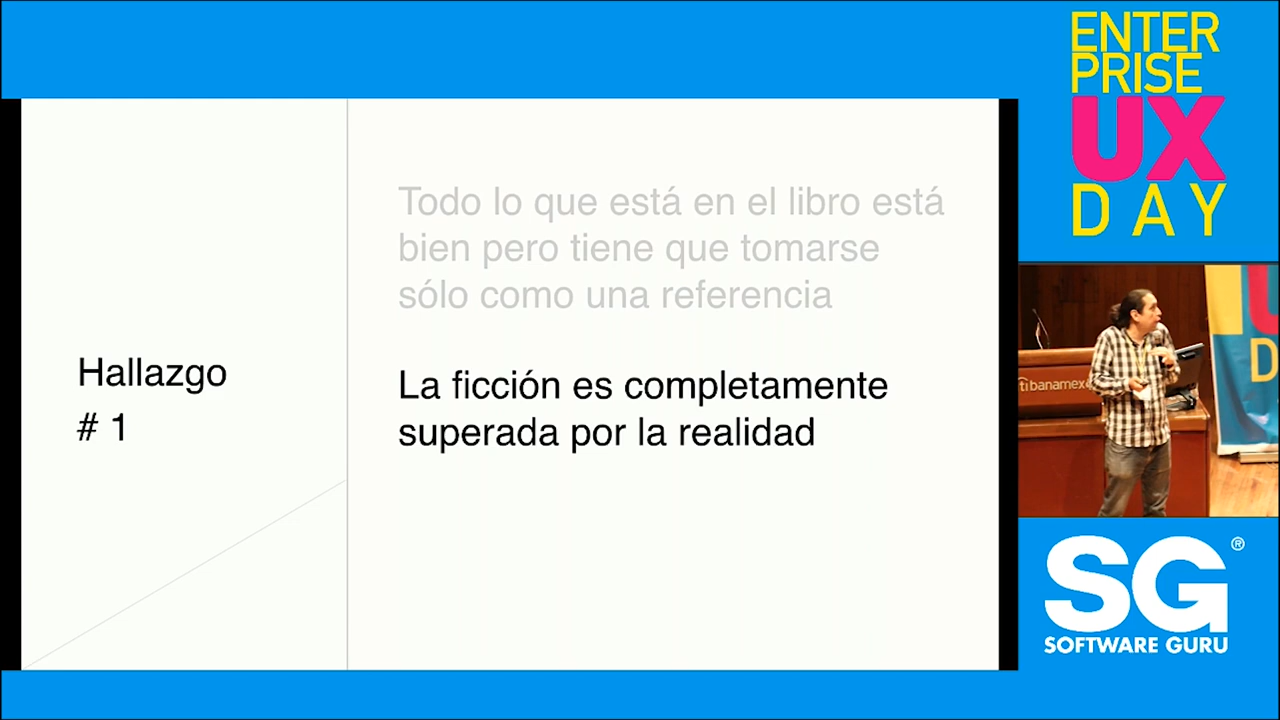 Hallazgo
# 1
Todo lo que está en el libro está
bien pero tiene que tomarse
sólo como una referencia
La ficción es completamente
superada por la realidad
ENTER
PRISE
UX
DAY
tibanamex
D
SG®
SOFTWARE GURU